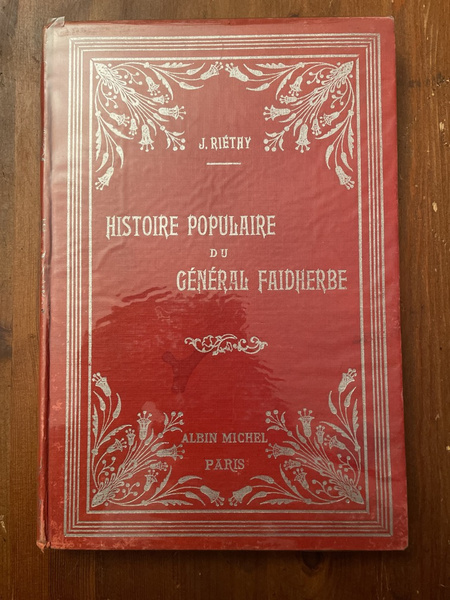 J. RIÉTHY
HISTOIRE POPULAIRE
DU
GÉNÉRAL FAIDHERBE
ALBIN MICHEL
PARIS